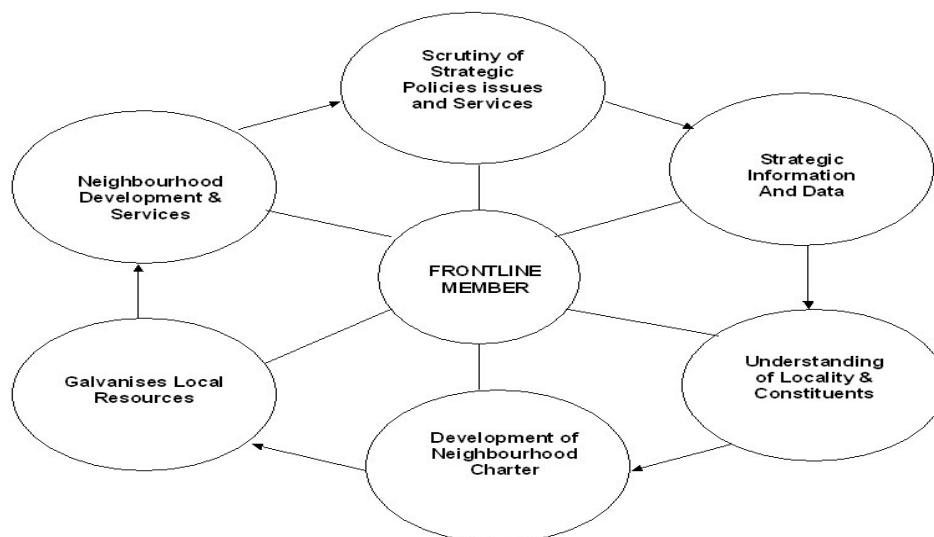 Scrutiny of
Strategic
Policies issues
and Services
Neighbourhood
Development &
Services
Strategic
Information
And Data
FRONTLINE
MEMBER
Galvanises Local
Resources
Understanding
of Locality &
Constituents
Development of
Neighbourhood
Charter